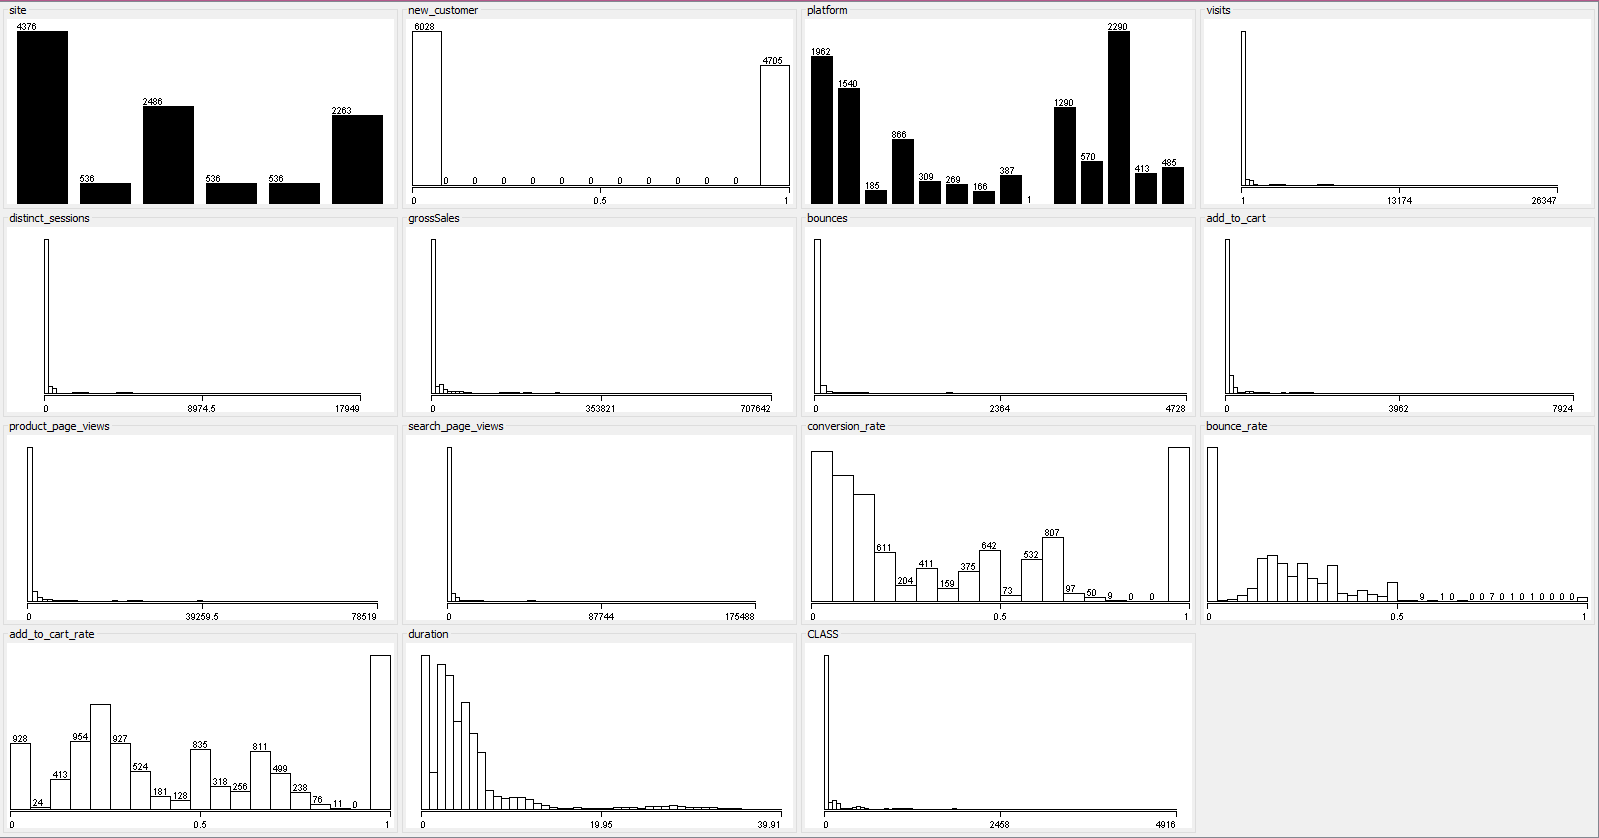 site
4376
536
2486
536
536
2263
new_customer
6028
0 0 0 0 0 0 0 0 0 0 0
4705
0 0.5 1
platform
1962
1540
185
866
309
269
166
387
1
1290
570
2290
413
485
visits
1 13174 26347
distinct_sessions
0 8974.5 17949
grossSales
0 353821 707642
bounces
0 2364 4728
add_to_cart
0 3962 7924
product_page_views
0 39259.5 78519
search_page_views
0 87744 175488
conversion_rate
611
204
411
159
375
642
73
532
807
97
50
9
0
0
0 0.5 1
bounce_rate
9 10 0 0 7 0 1 0 1 0 0 0 0
0 0.5 1
add_to_cart_rate
928
24
413
954
927
524
181
128
835
318
256
811
499
238
76
11
0
0 0.5 1
duration
0 19.95 39.91
CLASS
0 2458 4916